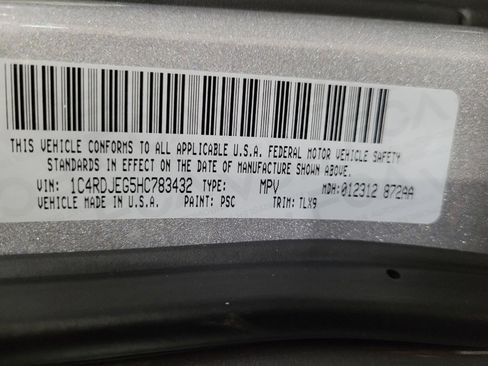 THIS VEHICLE CONFORMS TO ALL APPLICABLE U.S.A. FEDERAL MOTOR VEHICLE SAFETY
STANDARDS IN EFFECT ON THE DATE OF MANUFACTURE SHOWN ABOVE.
VIN: 1C4RDJEG5HC783432 TYPE: MPV MDH:012312 872AA
VEHICLE MADE IN U.S.A. PAINT: PSC TRIM: TLX9